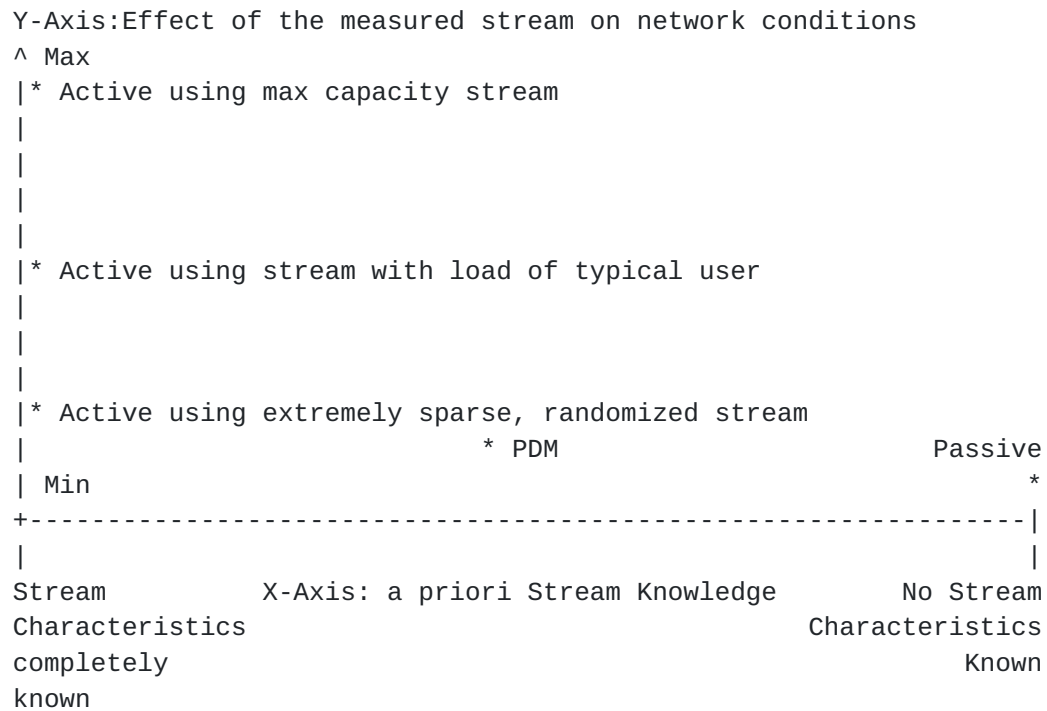 Y-Axis:Effect of the measured stream on network conditions
^ Max
|* Active using max capacity stream
|
|
|
|
|* Active using stream with load of typical user
|
|
|
|* Active using extremely sparse, randomized stream
|                             * PDM                        Passive
| Min                                                            *
+----------------------------------------------------------------|
|                                                                |
Stream          X-Axis: a priori Stream Knowledge        No Stream
Characteristics                                    Characteristics
completely                                                   Known
known